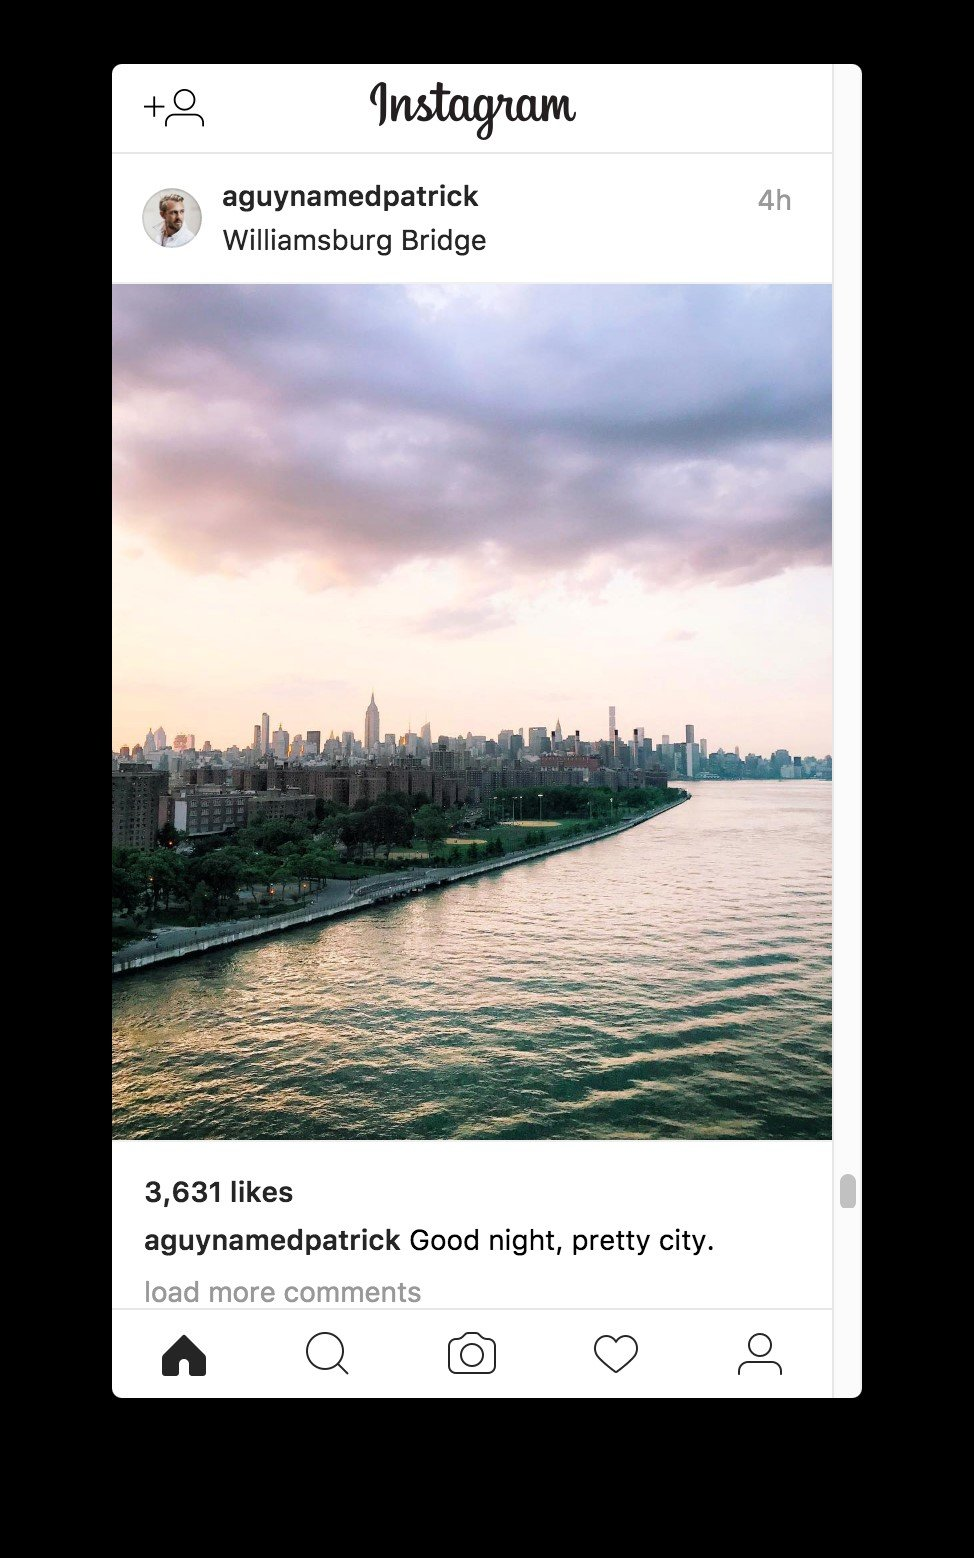 Instagram
aguynamedpatrick
4h
Williamsburg Bridge
3,631 likes
aguynamedpatrick Good night, pretty city.
load more comments